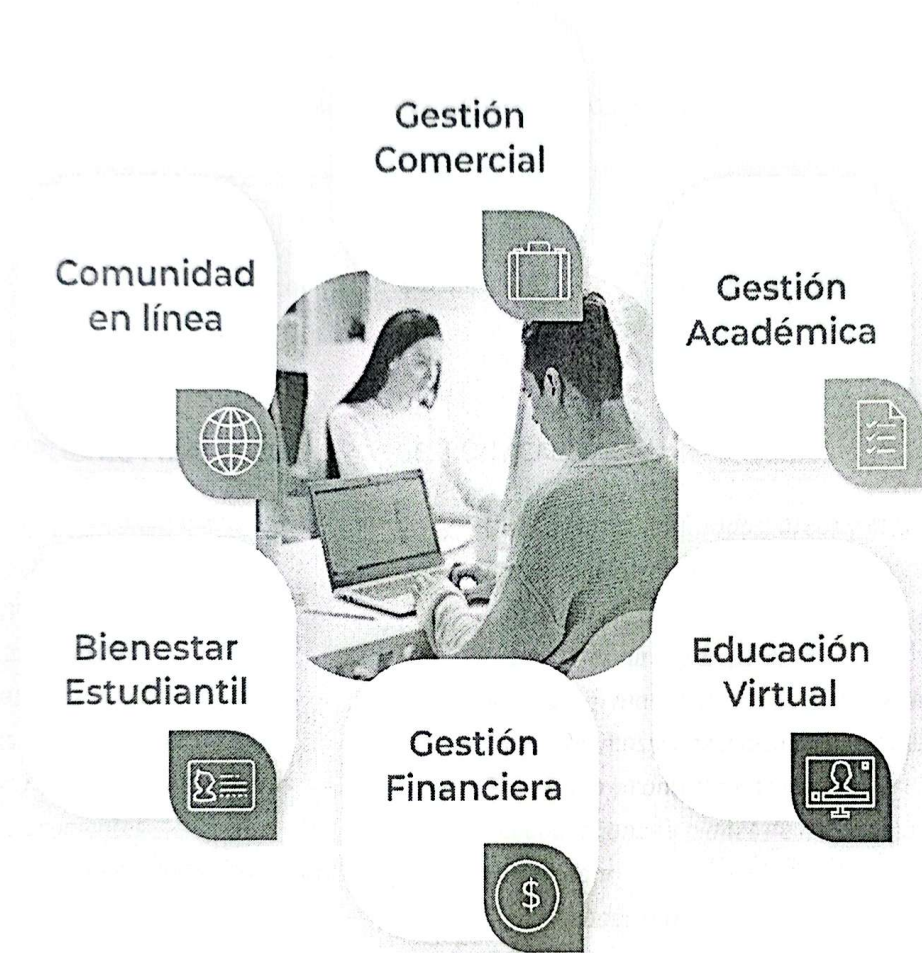 Gestión
Comercial
Comunidad
en línea
Gestión
Académica
Bienestar
Estudiantil
Educación
Virtual
Gestión
Financiera
$